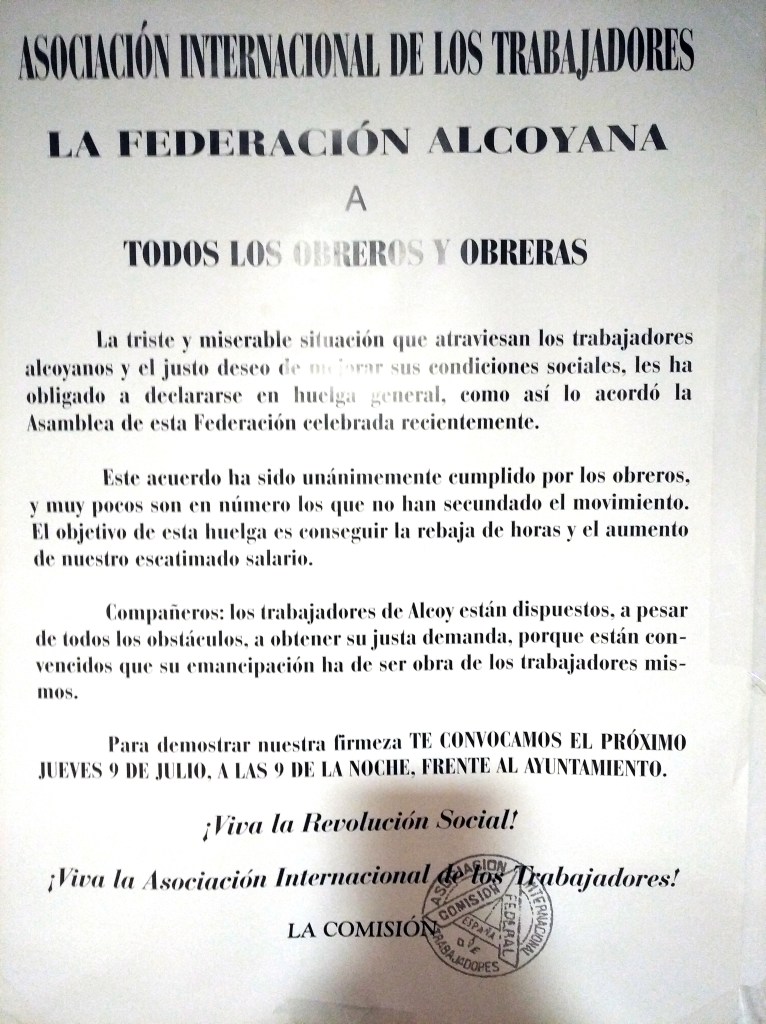 ASOCIACIÓN INTERNACIONAL DE LOS TRABAJADORES
LA FEDERACIÓN ALCOYANA
A
TODOS LOS OBREROS Y OBRERAS
La triste y miserable situación que atraviesan los trabajadores
alcoyanos y el justo deseo de mejorar sus condiciones sociales, les ha
obligado a declararse en huelga general, como así lo acordó la
Asamblea de esta Federación celebrada recientemente.
Este acuerdo ha sido unánimemente cumplido por los obreros,
y muy pocos son en número los que no han secundado el movimiento.
El objetivo de esta huelga es conseguir la rebaja de horas y el aumento
de nuestro escatimado salario.
Compañeros: los trabajadores de Alcoy están dispuestos, a pesar
de todos los obstáculos, a obtener su justa demanda, porque están con-
vencidos que su emancipación ha de ser obra de los trabajadores mis-
mos.
Para demostrar nuestra firmeza TE CONVOCAMOS EL PRÓXIMO
JUEVES 9 DE JULIO, A LAS 9 DE LA NOCHE, FRENTE AL AYUNTAMIENTO.
¡Viva la Revolución Social!
¡Viva la Asociación Internacional de los Trabajadores!
LA COMISIÓN
ASOCIACION INTERNACIONAL
DE TRABAJADORES
COMISION FEDERAL
ESPAÑA